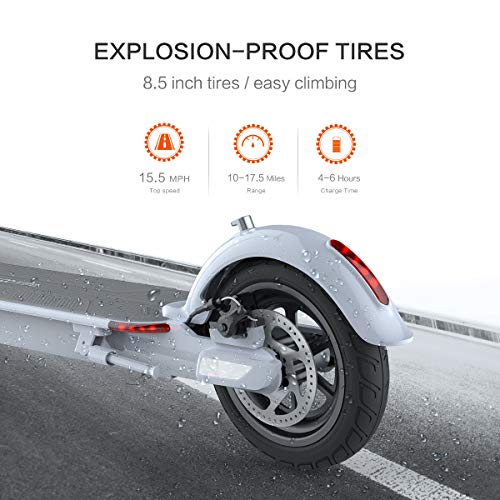 EXPLOSION-PROOF TIRES
8.5 inch tires / easy climbing
15.5 MPH
Top speed
10-17.5 Miles
Range
4-6 Hours
Charge Time